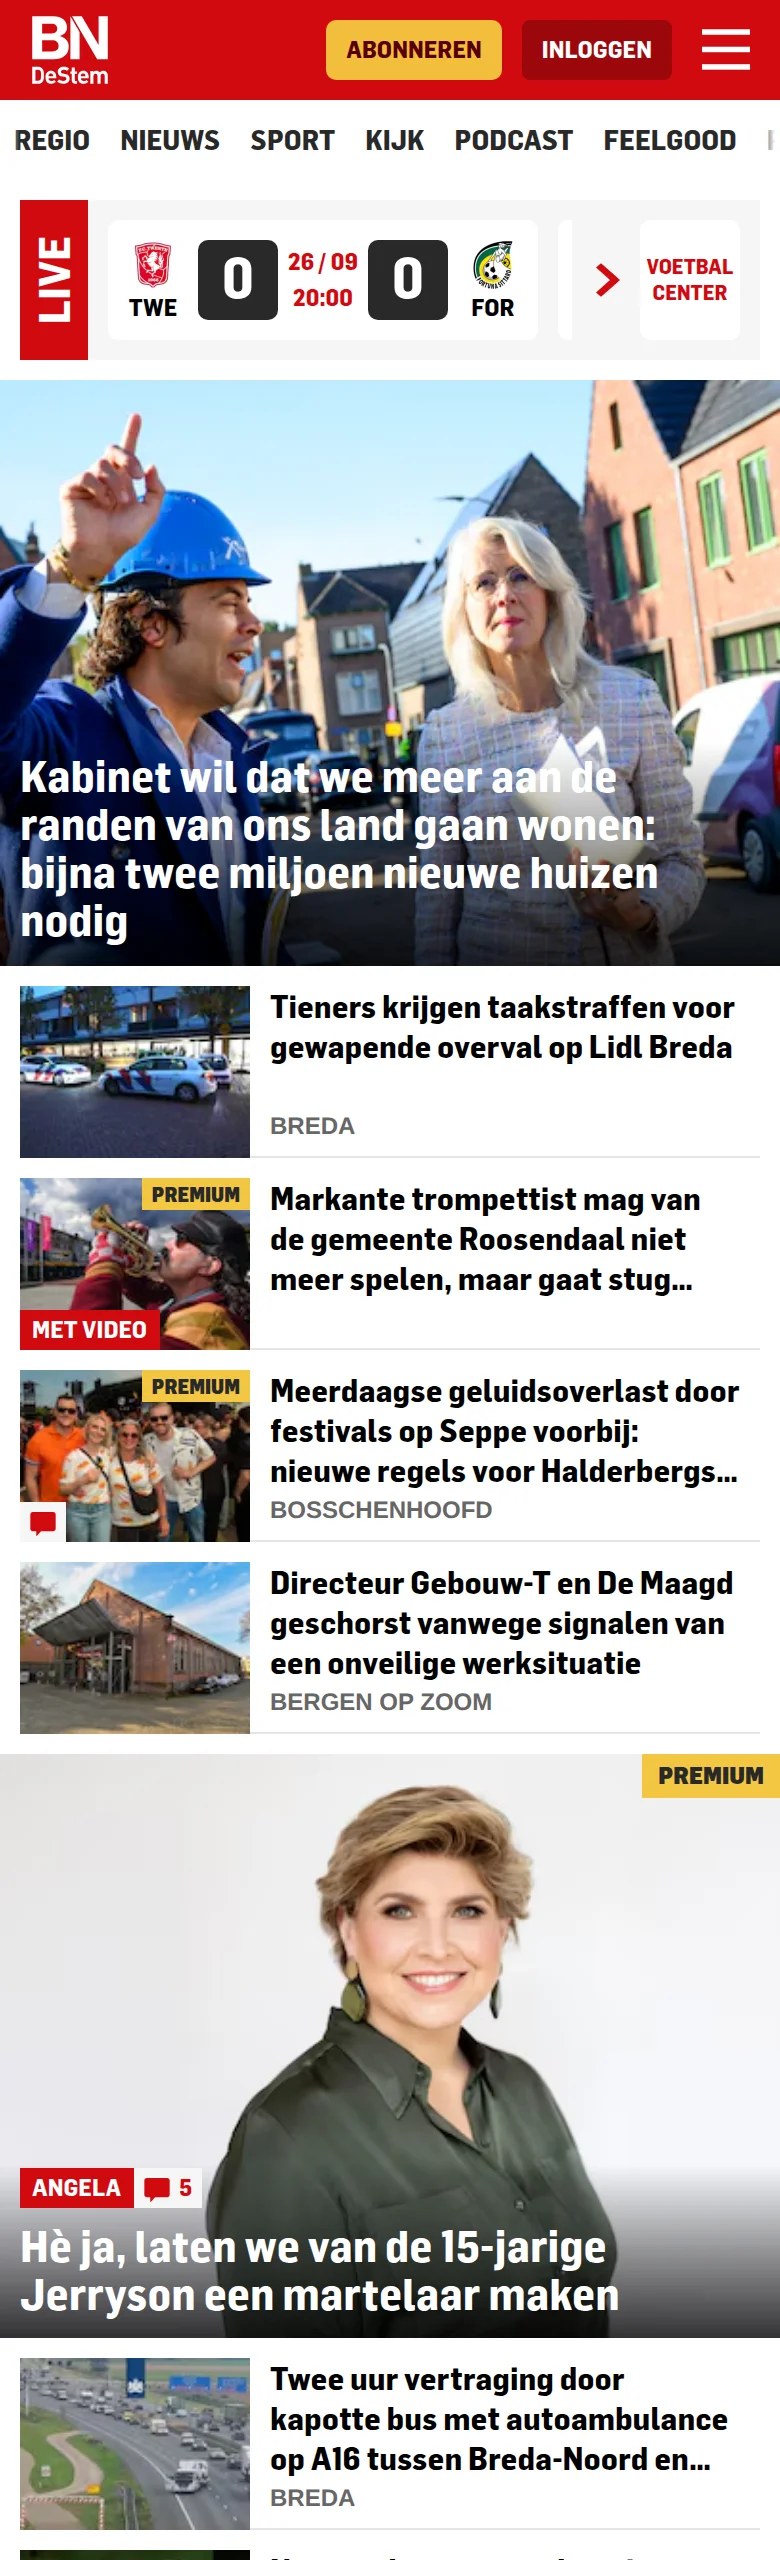 BN
DeStem
ABONNEREN
INLOGGEN
REGIO NIEUWS SPORT KIJK PODCAST FEELGOOD
LIVE
TWE
0
26 / 09
20:00
0
FOR
VOETBAL
CENTER
Kabinet wil dat we meer aan de
randen van ons land gaan wonen:
bijna twee miljoen nieuwe huizen
nodig
Tieners krijgen taakstraffen voor
gewapende overval op Lidl Breda
BREDA
PREMIUM
MET VIDEO
Markante trompettist mag van
de gemeente Roosendaal niet
meer spelen, maar gaat stug...
PREMIUM
Meerdaagse geluidsoverlast door
festivals op Seppe voorbij:
nieuwe regels voor Halderbergs...
BOSSCHENHOOFD
Directeur Gebouw-T en De Maagd
geschorst vanwege signalen van
een onveilige werksituatie
BERGEN OP ZOOM
PREMIUM
ANGELA
5
Hè ja, laten we van de 15-jarige
Jerryson een martelaar maken
Twee uur vertraging door
kapotte bus met autoambulance
op A16 tussen Breda-Noord en...
BREDA